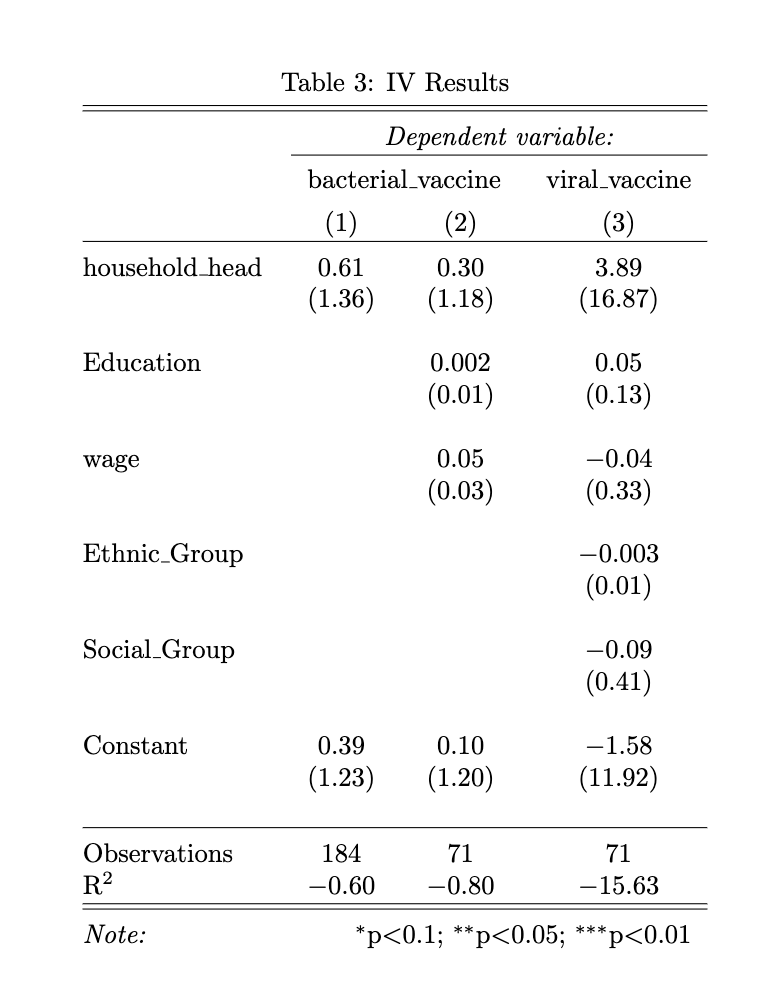 Table 3: IV Results
Dependent variable:
bacterial_vaccine viral_vaccine
(1) (2) (3)
household_head 0.61 0.30 3.89
(1.36) (1.18) (16.87)
Education 0.002 0.05
(0.01) (0.13)
wage 0.05 −0.04
(0.03) (0.33)
Ethnic_Group −0.003
(0.01)
Social_Group −0.09
(0.41)
Constant 0.39 0.10 −1.58
(1.23) (1.20) (11.92)
Observations 184 71 71
R² −0.60 −0.80 −15.63
Note: *p<0.1; **p<0.05; ***p<0.01